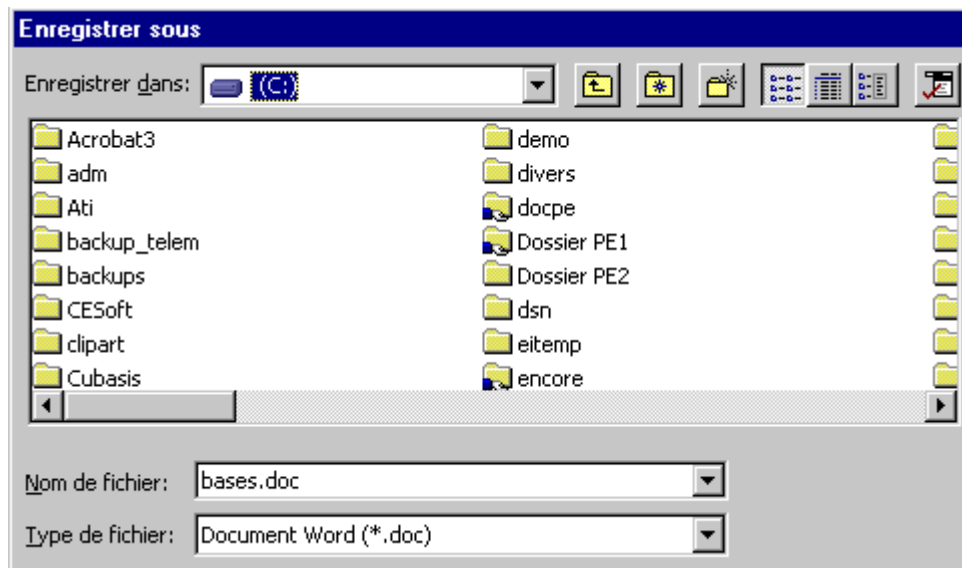 Enregistrer sous
Enregistrer dans: (C:)
Acrobat3
adm
Ati
backup_telem
backups
CESoft
clipart
Cubasis
demo
divers
docpe
Dossier PE1
Dossier PE2
dsn
eitemp
encore
Nom de fichier: bases.doc
Type de fichier: Document Word (*.doc)